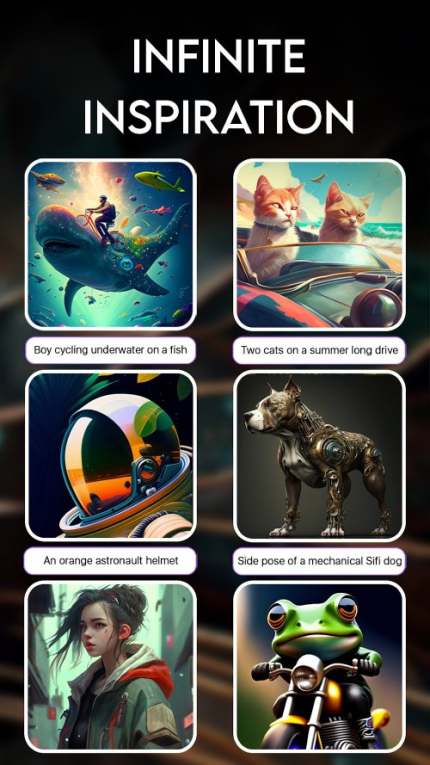 INFINITE
INSPIRATION
Boy cycling underwater on a fish
Two cats on a summer long drive
An orange astronault helmet
Side pose of a mechanical Sifi dog